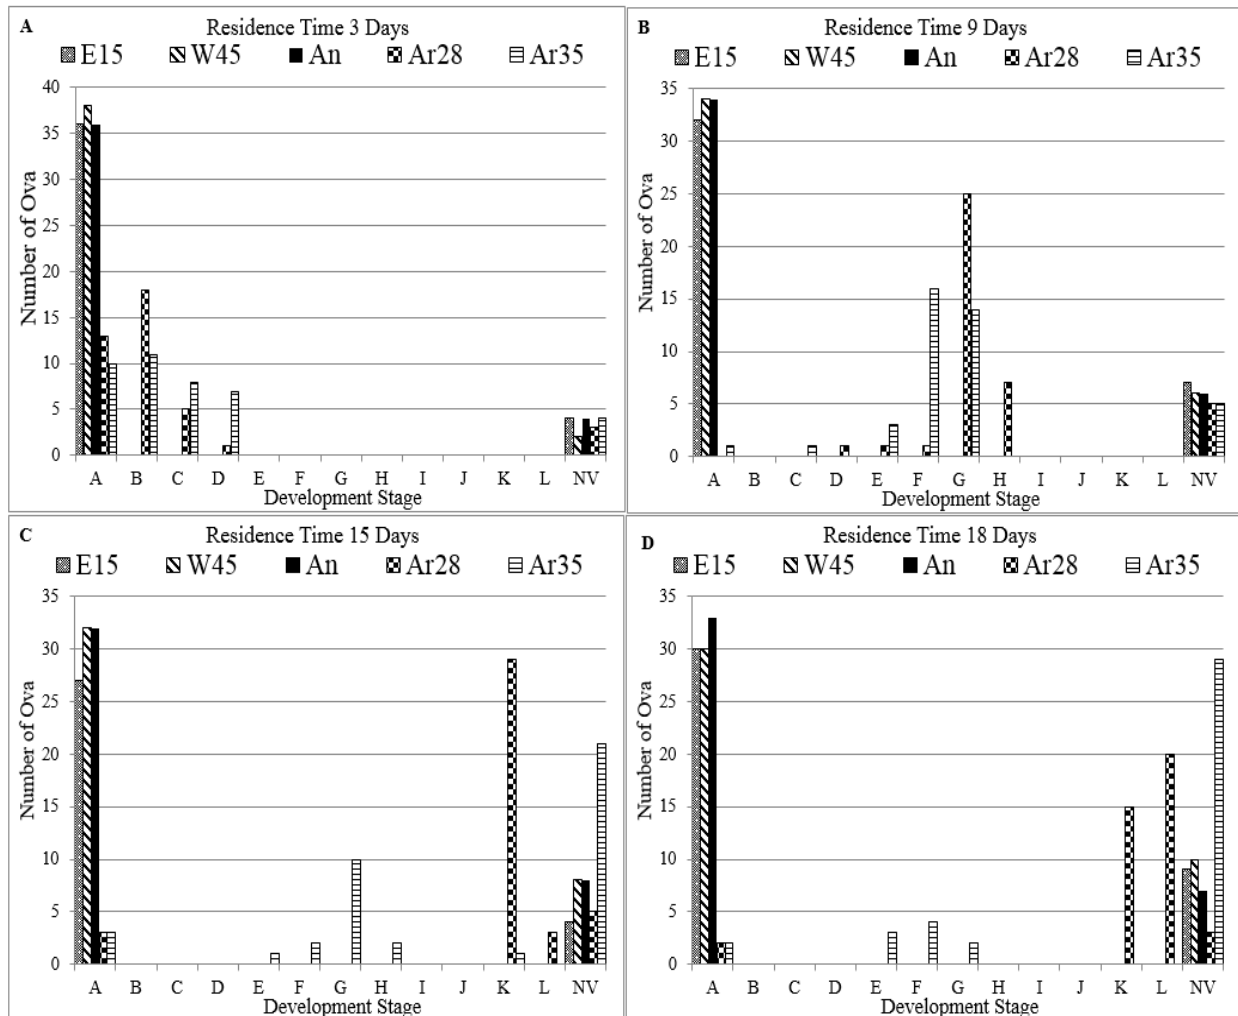 A Residence Time 3 Days
E15 W45 An Ar28 Ar35
Number of Ova
40
35
30
25
20
15
10
5
0
A B C D E F G H I J K L NV
Development Stage
B Residence Time 9 Days
E15 W45 An Ar28 Ar35
Number of Ova
35
30
25
20
15
10
5
0
A B C D E F G H I J K L NV
Development Stage
C Residence Time 15 Days
E15 W45 An Ar28 Ar35
Number of Ova
35
30
25
20
15
10
5
0
A B C D E F G H I J K L NV
Development Stage
D Residence Time 18 Days
E15 W45 An Ar28 Ar35
Number of Ova
35
30
25
20
15
10
5
0
A B C D E F G H I J K L NV
Development Stage